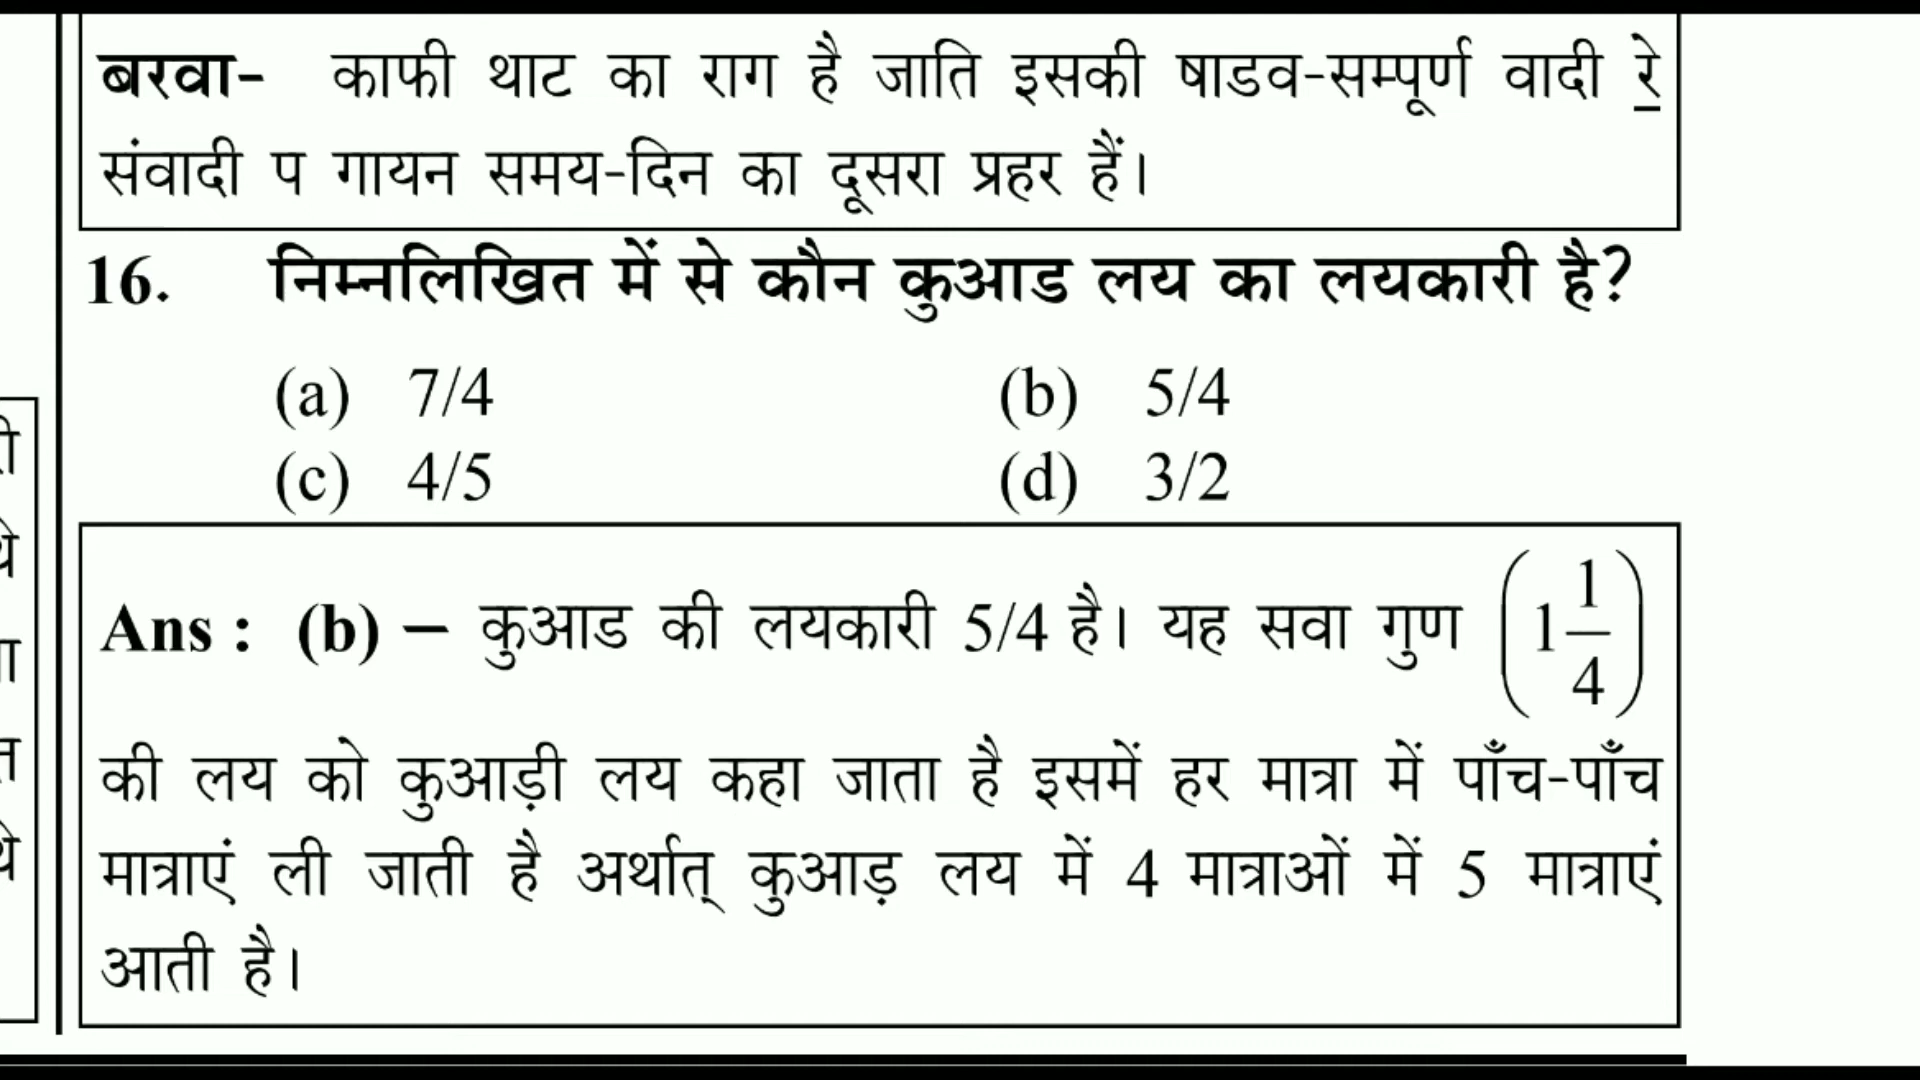 बरवा- काफी थाट का राग है जाति इसकी षाडव-सम्पूर्ण वादी रे
संवादी प गायन समय-दिन का दूसरा प्रहर हैं।
16. निम्नलिखित में से कौन कुआड लय का लयकारी है?
(a) 7/4 (b) 5/4
(c) 4/5 (d) 3/2
Ans : (b) – कुआड की लयकारी 5/4 है। यह सवा गुण (1 1/4)
की लय को कुआड़ी लय कहा जाता है इसमें हर मात्रा में पाँच-पाँच
मात्राएं ली जाती है अर्थात् कुआड़ लय में 4 मात्राओं में 5 मात्राएं
आती है।